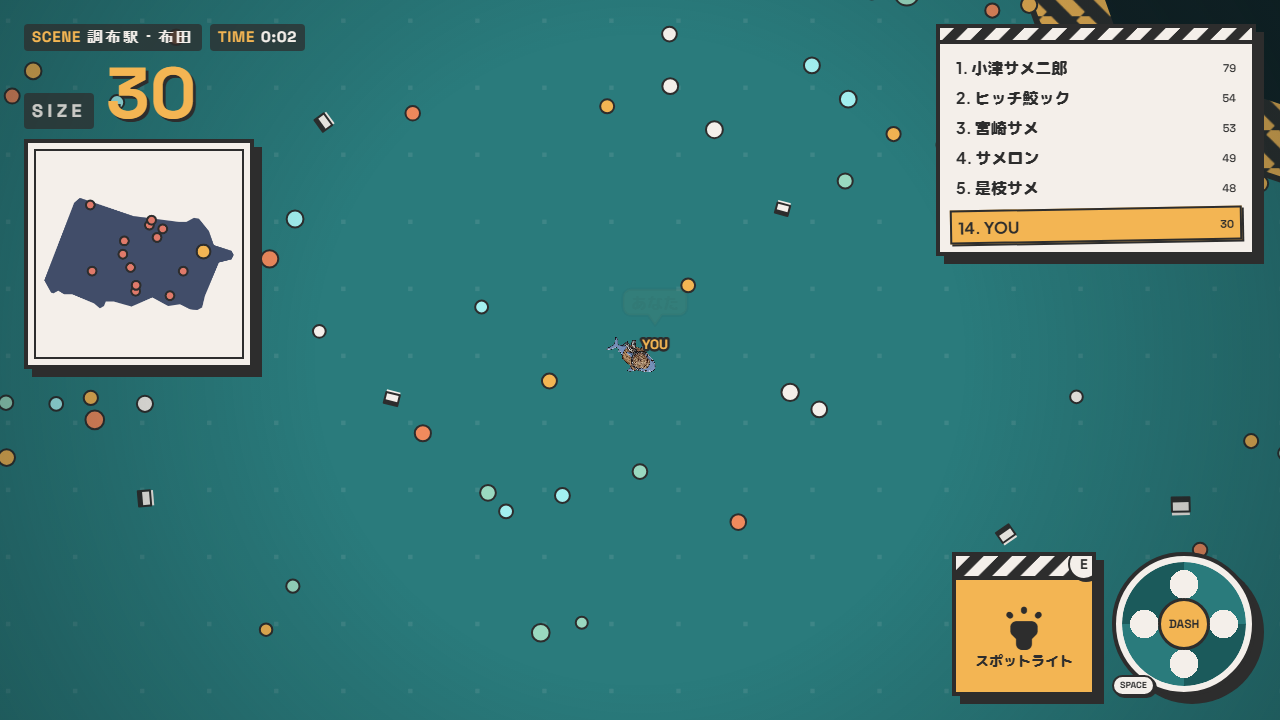 SCENE 調布駅 - 布田 TIME 0:02
SIZE 30
1. 小津サメ二郎 79
2. ヒッチ鮫ック 54
3. 宮崎サメ 53
4. サメロン 49
5. 是枝サメ 48
14. YOU 30
YOU
E
スポットライト
DASH
SPACE